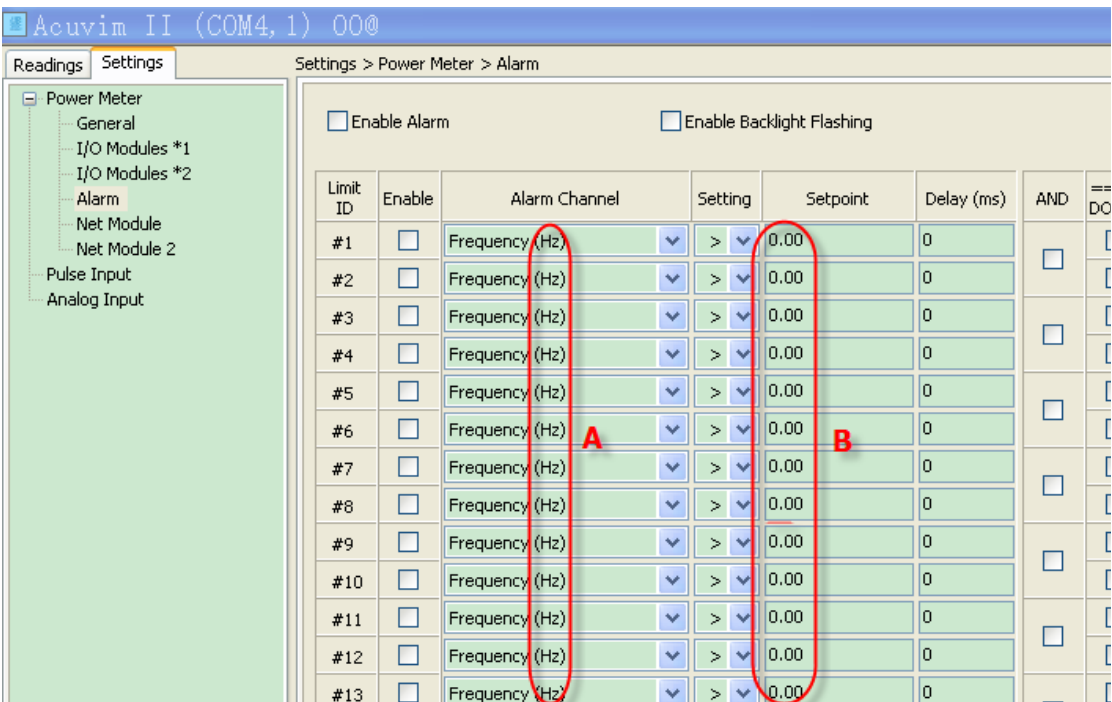 Acuvim II (COM4, 1) 00@
Readings Settings Settings > Power Meter > Alarm
Power Meter
General
I/O Modules *1
I/O Modules *2
Alarm
Net Module
Net Module 2
Pulse Input
Analog Input
Enable Alarm Enable Backlight Flashing
Limit ID Enable Alarm Channel Setting Setpoint Delay (ms) AND
#1 Frequency (Hz) > 0.00 0
#2 Frequency (Hz) > 0.00 0
#3 Frequency (Hz) > 0.00 0
#4 Frequency (Hz) > 0.00 0
#5 Frequency (Hz) > 0.00 0
#6 Frequency (Hz) > 0.00 0
A B
#7 Frequency (Hz) > 0.00 0
#8 Frequency (Hz) > 0.00 0
#9 Frequency (Hz) > 0.00 0
#10 Frequency (Hz) > 0.00 0
#11 Frequency (Hz) > 0.00 0
#12 Frequency (Hz) > 0.00 0
#13 Frequency (Hz) > 0.00 0